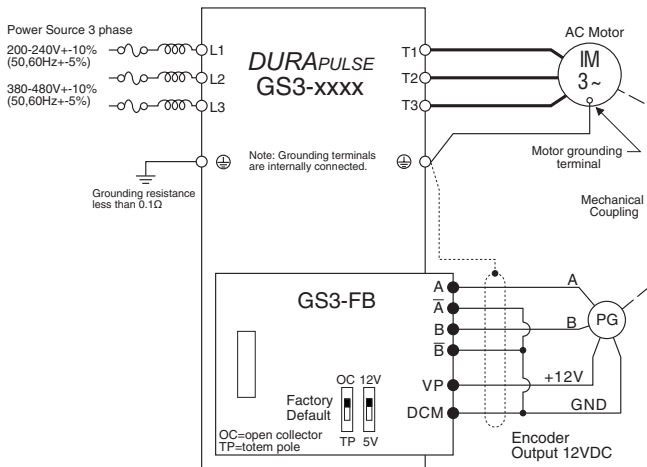 Power Source 3 phase
200-240V+-10%
(50,60Hz+-5%)
380-480V+-10%
(50,60Hz+-5%)
L1
L2
L3
DURAPULSE
GS3-xxxx
T1
T2
T3
AC Motor
IM
3~
Motor grounding
terminal
Note: Grounding terminals
are internally connected.
Grounding resistance
less than 0.1Ω
Mechanical
Coupling
GS3-FB
A
A̅
B
B̅
VP
DCM
A
B
PG
+12V
GND
OC 12V
Factory
Default
TP 5V
OC=open collector
TP=totem pole
Encoder
Output 12VDC